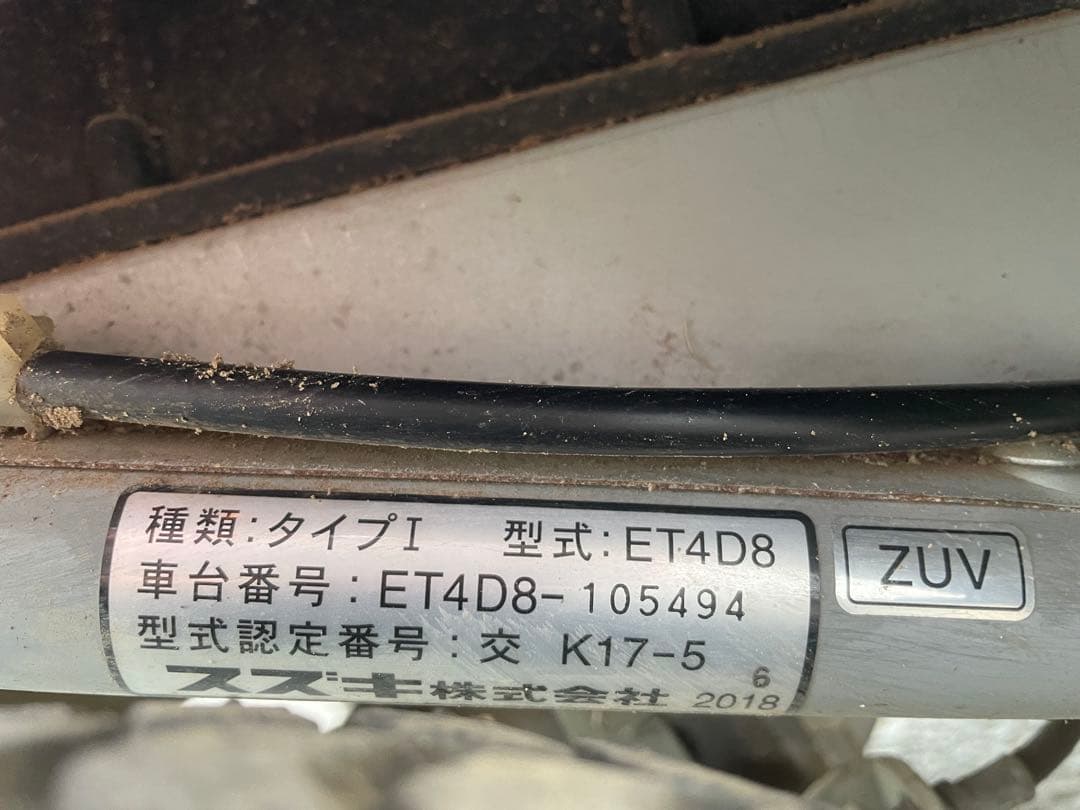 種類：タイプI 型式：ET4D8
車台番号：ET4D8-105494
型式認定番号：交 K17-5
6
スズキ株式会社 2018
ZUV